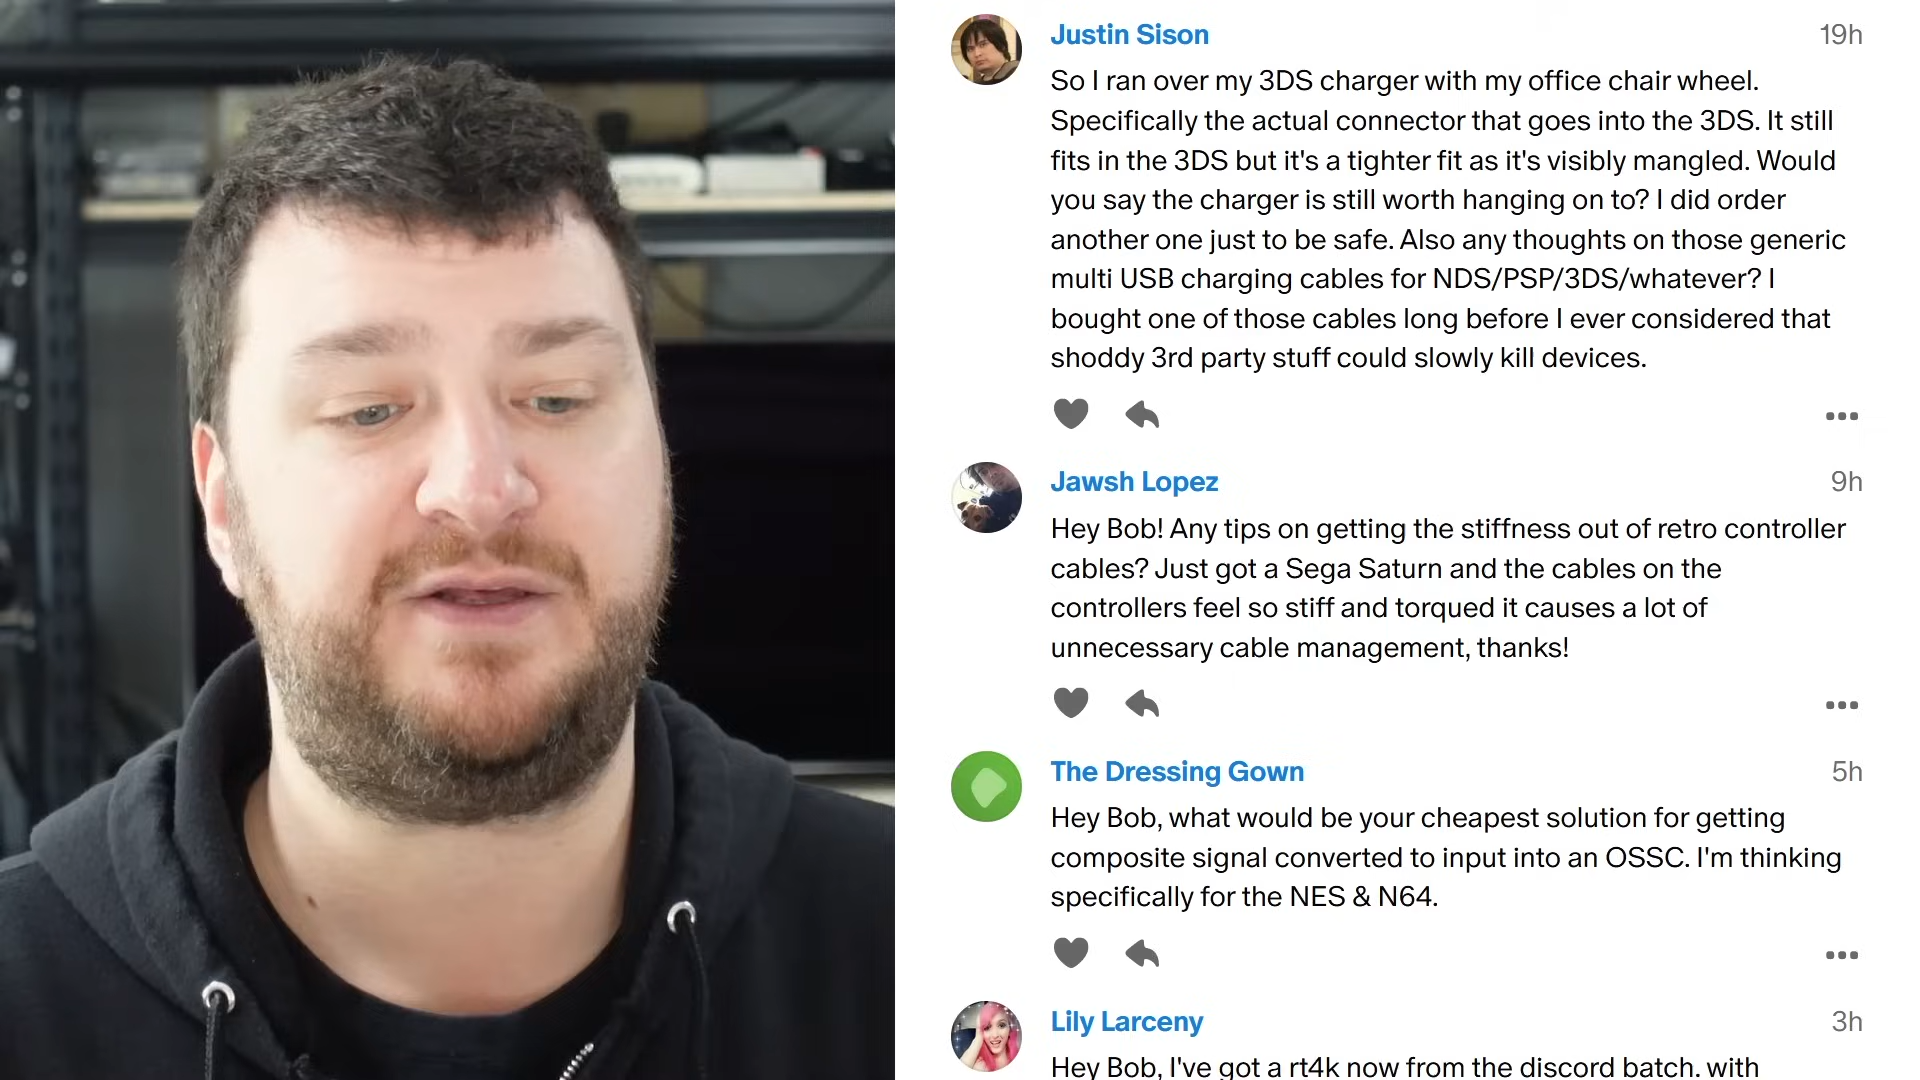 Justin Sison
19h
So I ran over my 3DS charger with my office chair wheel.
Specifically the actual connector that goes into the 3DS. It still
fits in the 3DS but it's a tighter fit as it's visibly mangled. Would
you say the charger is still worth hanging on to? I did order
another one just to be safe. Also any thoughts on those generic
multi USB charging cables for NDS/PSP/3DS/whatever? I
bought one of those cables long before I ever considered that
shoddy 3rd party stuff could slowly kill devices.
Jawsh Lopez
9h
Hey Bob! Any tips on getting the stiffness out of retro controller
cables? Just got a Sega Saturn and the cables on the
controllers feel so stiff and torqued it causes a lot of
unnecessary cable management, thanks!
The Dressing Gown
5h
Hey Bob, what would be your cheapest solution for getting
composite signal converted to input into an OSSC. I'm thinking
specifically for the NES & N64.
Lily Larceny
3h
Hey Bob, I've got a rt4k now from the discord batch. with